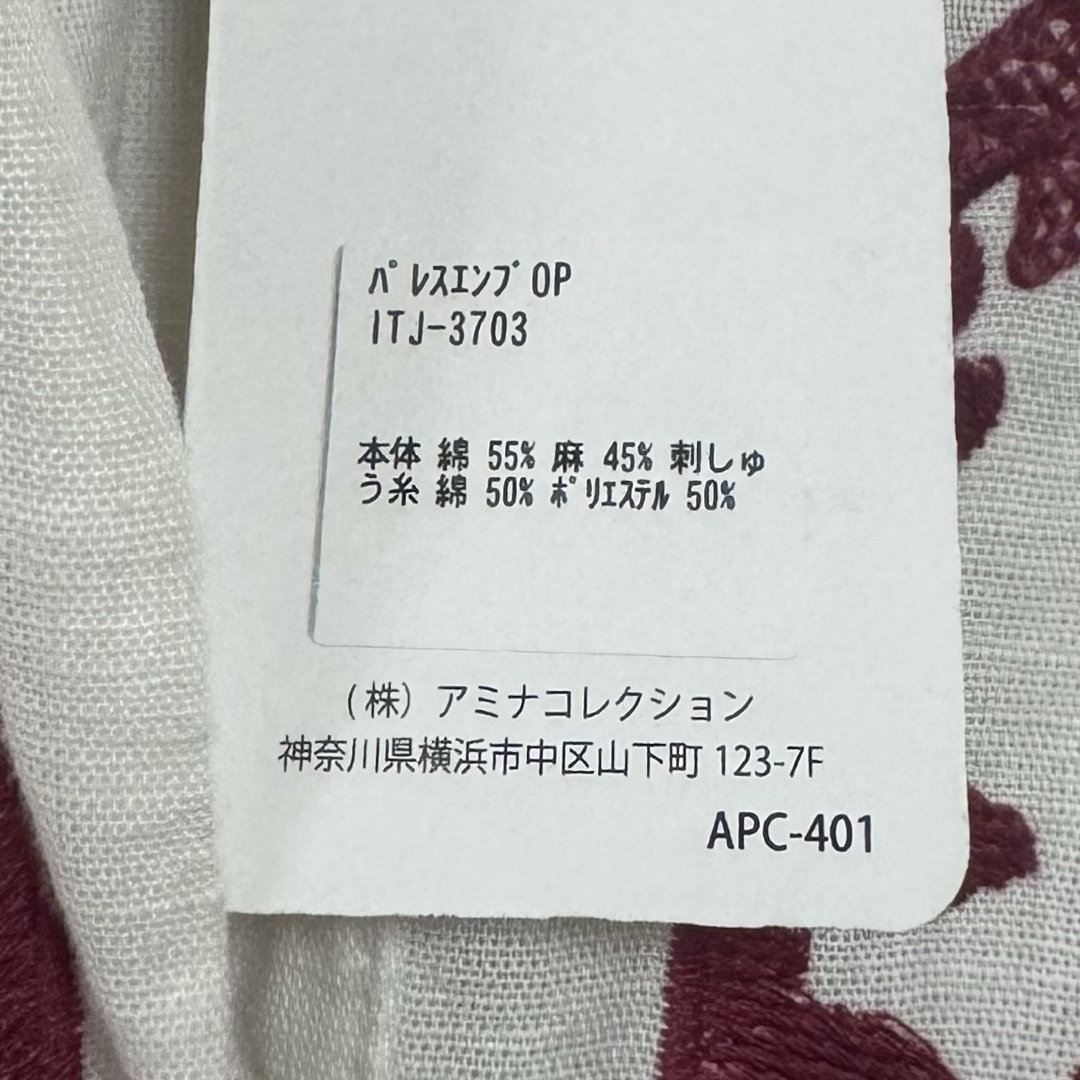 ﾊﾟﾚｽｴﾝﾌﾞOP
ITJ-3703
本体 綿 55% 麻 45% 刺しゅ
う糸 綿 50% ﾎﾟﾘｴｽﾃﾙ 50%
(株) アミナコレクション
神奈川県横浜市中区山下町 123-7F
APC-401